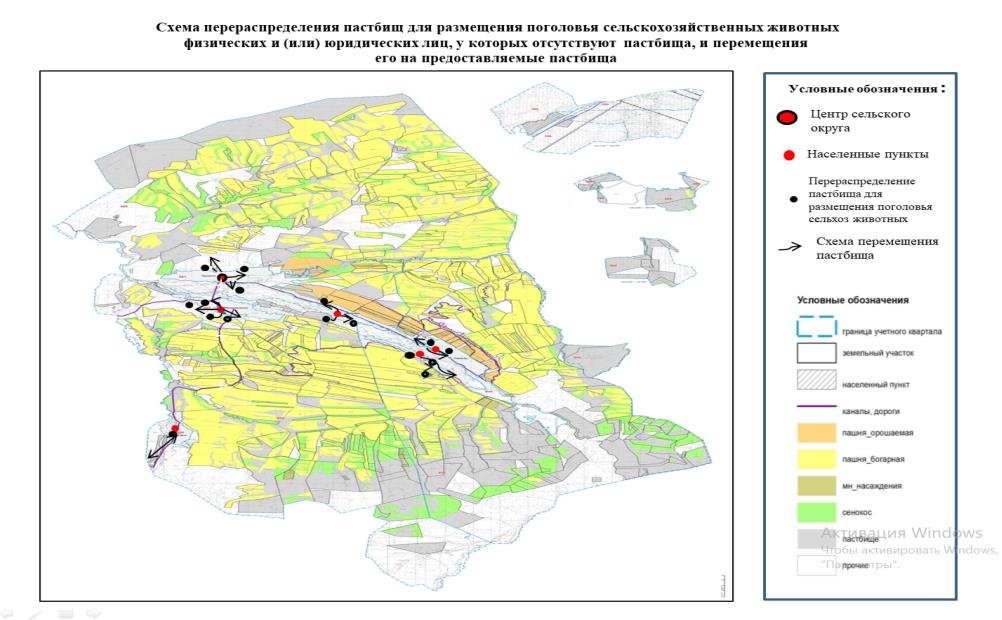 Схема перераспределения пастбищ для размещения поголовья сельскохозяйственных животных
физических и (или) юридических лиц, у которых отсутствуют пастбища, и перемещения
его на предоставляемые пастбища
Условные обозначения :
Центр сельского
округа
Населенные пункты
Перераспределение
пастбища для
размещения поголовья
сельхоз животных
Схема перемешения
пастбища
Условные обозначения
граница учетного квартала
земельный участок
населенный пункт
каналы, дороги
пашня_орошаемая
пашня_богарная
мн_насаждения
сенокос
пастбище
прочие
Активация Windows
Чтобы активировать Windows,